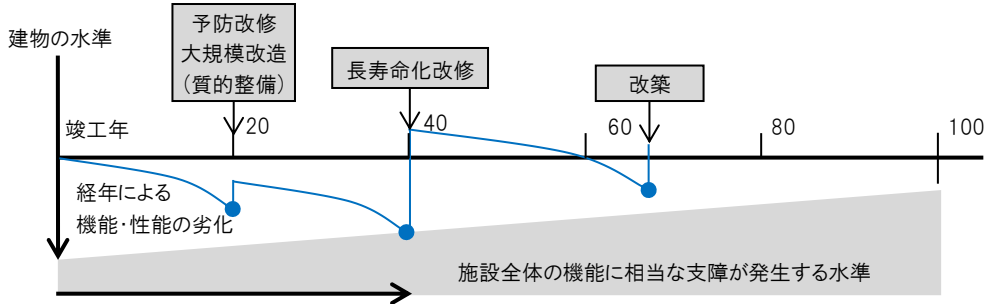 建物の水準
予防改修
大規模改造
（質的整備）
長寿命化改修
改築
竣工年
20
40
60
80
100
経年による
機能・性能の劣化
施設全体の機能に相当な支障が発生する水準